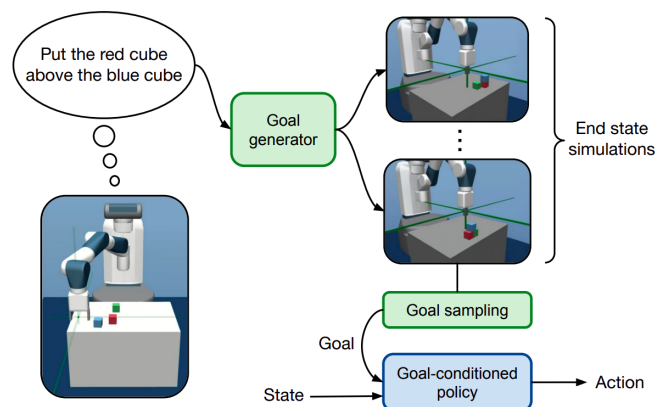 Put the red cube
above the blue cube
Goal
generator
End state
simulations
Goal sampling
Goal
Goal-conditioned
policy
State
Action